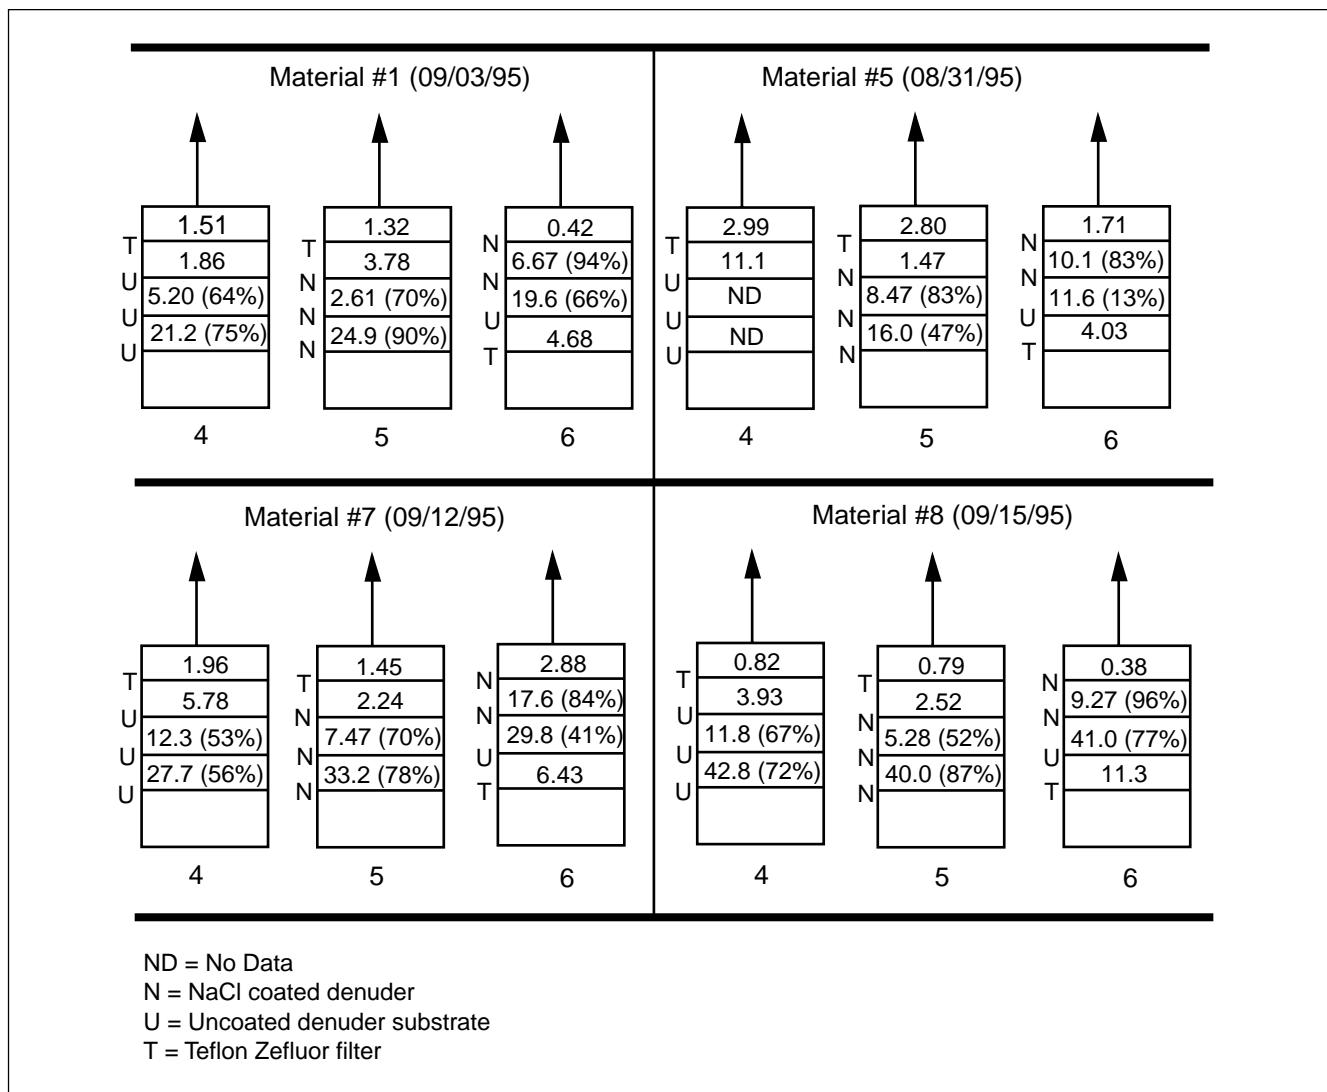 Material #1 (09/03/95)
T
U
U
U
1.51
1.86
5.20 (64%)
21.2 (75%)
4
T
N
N
N
1.32
3.78
2.61 (70%)
24.9 (90%)
5
N
N
U
T
0.42
6.67 (94%)
19.6 (66%)
4.68
6
Material #5 (08/31/95)
T
U
U
U
2.99
11.1
ND
ND
4
T
N
N
N
2.80
1.47
8.47 (83%)
16.0 (47%)
5
N
N
U
T
1.71
10.1 (83%)
11.6 (13%)
4.03
6
Material #7 (09/12/95)
T
U
U
U
1.96
5.78
12.3 (53%)
27.7 (56%)
4
T
N
N
N
1.45
2.24
7.47 (70%)
33.2 (78%)
5
N
N
U
T
2.88
17.6 (84%)
29.8 (41%)
6.43
6
Material #8 (09/15/95)
T
U
U
U
0.82
3.93
11.8 (67%)
42.8 (72%)
4
T
N
N
N
0.79
2.52
5.28 (52%)
40.0 (87%)
5
N
N
U
T
0.38
9.27 (96%)
41.0 (77%)
11.3
6
ND = No Data
N = NaCl coated denuder
U = Uncoated denuder substrate
T = Teflon Zefluor filter